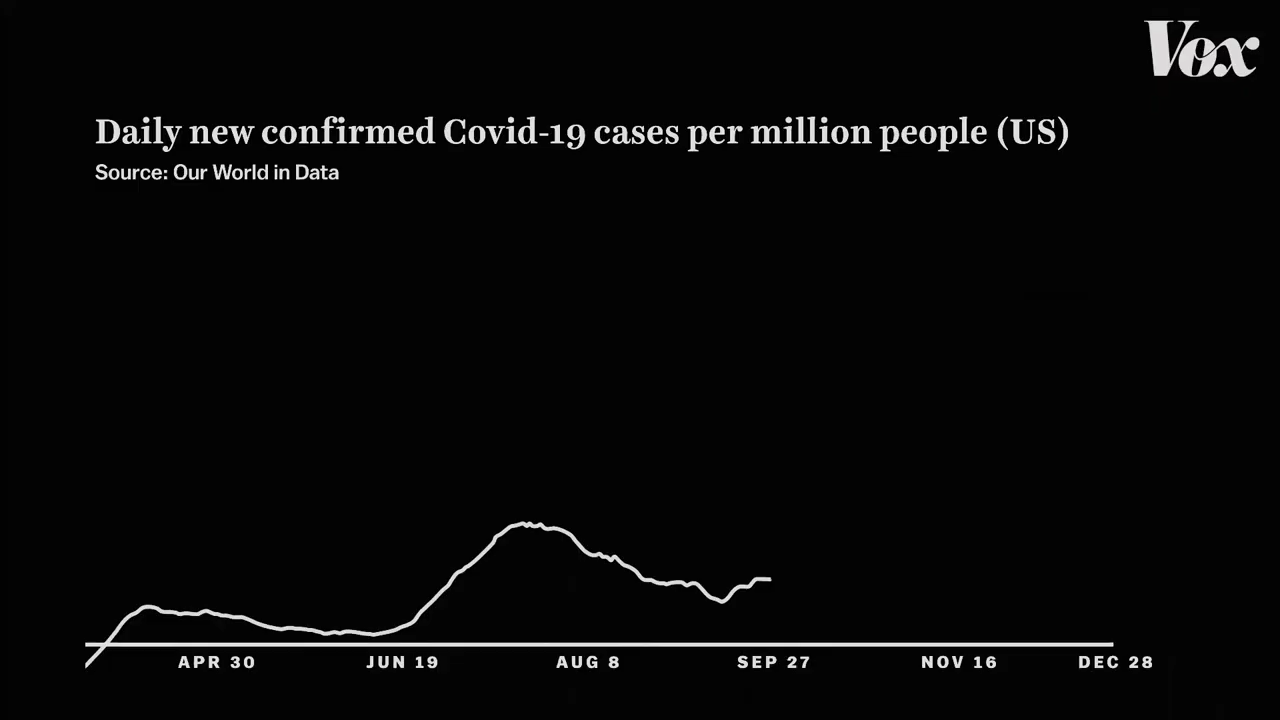 Vox
Daily new confirmed Covid-19 cases per million people (US)
Source: Our World in Data
APR 30 JUN 19 AUG 8 SEP 27 NOV 16 DEC 28